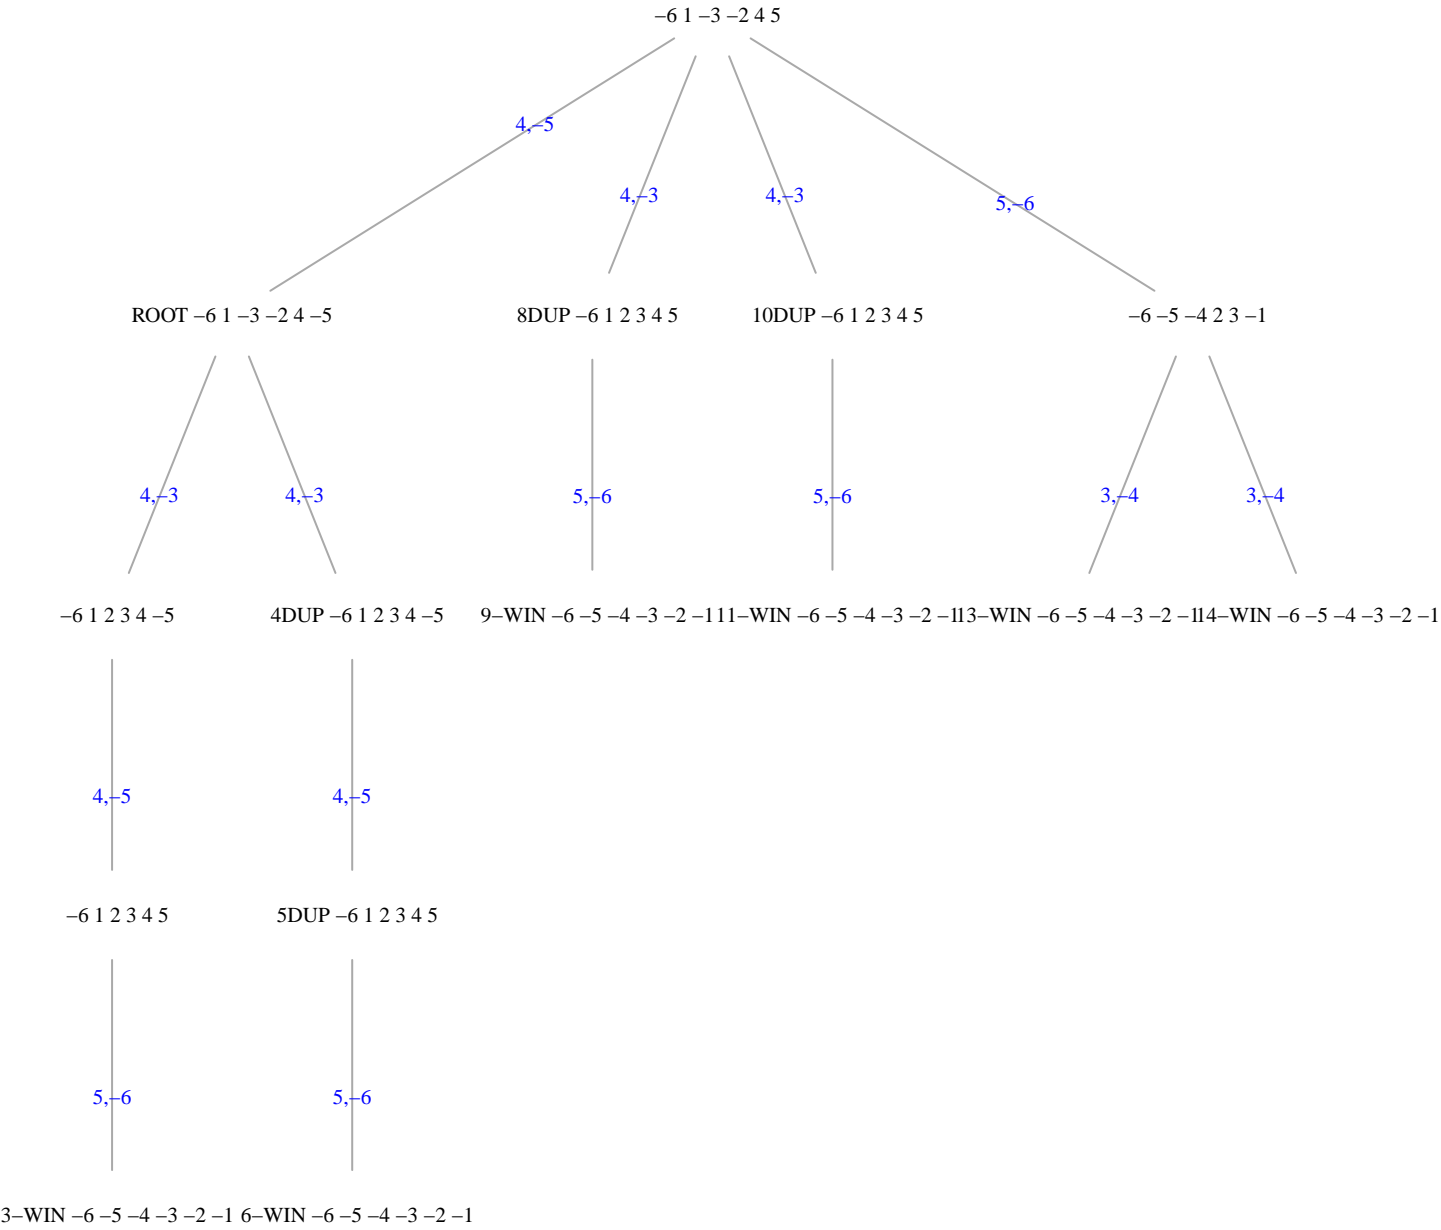 –6 1 –3 –2 4 5
4,–5
4,–3
4,–3
5,–6
ROOT –6 1 –3 –2 4 –5
8DUP –6 1 2 3 4 5
10DUP –6 1 2 3 4 5
–6 –5 –4 2 3 –1
4,–3
4,–3
5,–6
5,–6
3,–4
3,–4
–6 1 2 3 4 –5
4DUP –6 1 2 3 4 –5
9–WIN –6 –5 –4 –3 –2 –1
11–WIN –6 –5 –4 –3 –2 –1
13–WIN –6 –5 –4 –3 –2 –1
14–WIN –6 –5 –4 –3 –2 –1
4,–5
4,–5
–6 1 2 3 4 5
5DUP –6 1 2 3 4 5
5,–6
5,–6
3–WIN –6 –5 –4 –3 –2 –1
6–WIN –6 –5 –4 –3 –2 –1